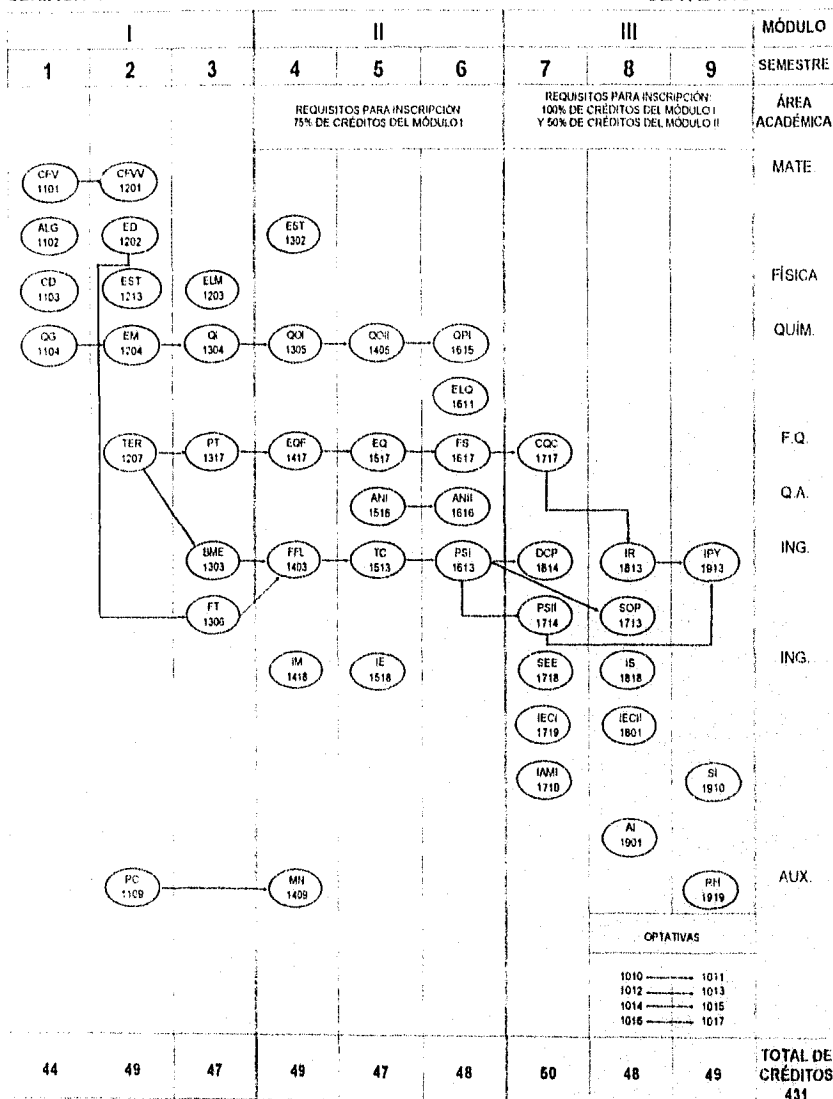 I II III MÓDULO
1 2 3 4 5 6 7 8 9 SEMESTRE
REQUISITOS PARA INSCRIPCIÓN
75% DE CRÉDITOS DEL MÓDULO I
REQUISITOS PARA INSCRIPCIÓN:
100% DE CRÉDITOS DEL MÓDULO I
Y 50% DE CRÉDITOS DEL MÓDULO II
ÁREA
ACADÉMICA
CFV CFVV MATE.
1101 1201
ALG ED EST
1102 1202 1302
CD EST ELM FÍSICA
1103 1213 1203
QG EM QI QOI QOII QPI QUÍM.
1104 1204 1304 1305 1405 1615
ELQ
1611
TER PT EQF EQ FS CQC F.Q.
1207 1317 1417 1517 1617 1717
ANI ANII Q.A.
1516 1616
BME FFL TC PSI DCP IR IPY ING.
1303 1403 1513 1613 1814 1813 1913
FT PSII SOP
1306 1714 1713
IM IE SEE IS ING.
1418 1518 1718 1818
IECI IECII
1719 1801
IAMI SI
1710 1910
AI
1901
PC MN RH AUX.
1109 1409 1919
OPTATIVAS
1010 1011
1012 1013
1014 1015
1016 1017
44 49 47 49 47 48 50 48 49
TOTAL DE
CRÉDITOS
431